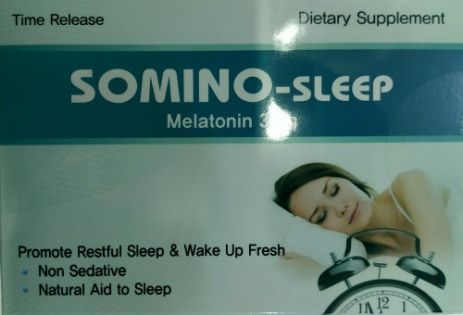 Time Release
Dietary Supplement
SOMINO-SLEEP
Melatonin
Promote Restful Sleep & Wake Up Fresh
• Non Sedative
• Natural Aid to Sleep
11 12 1